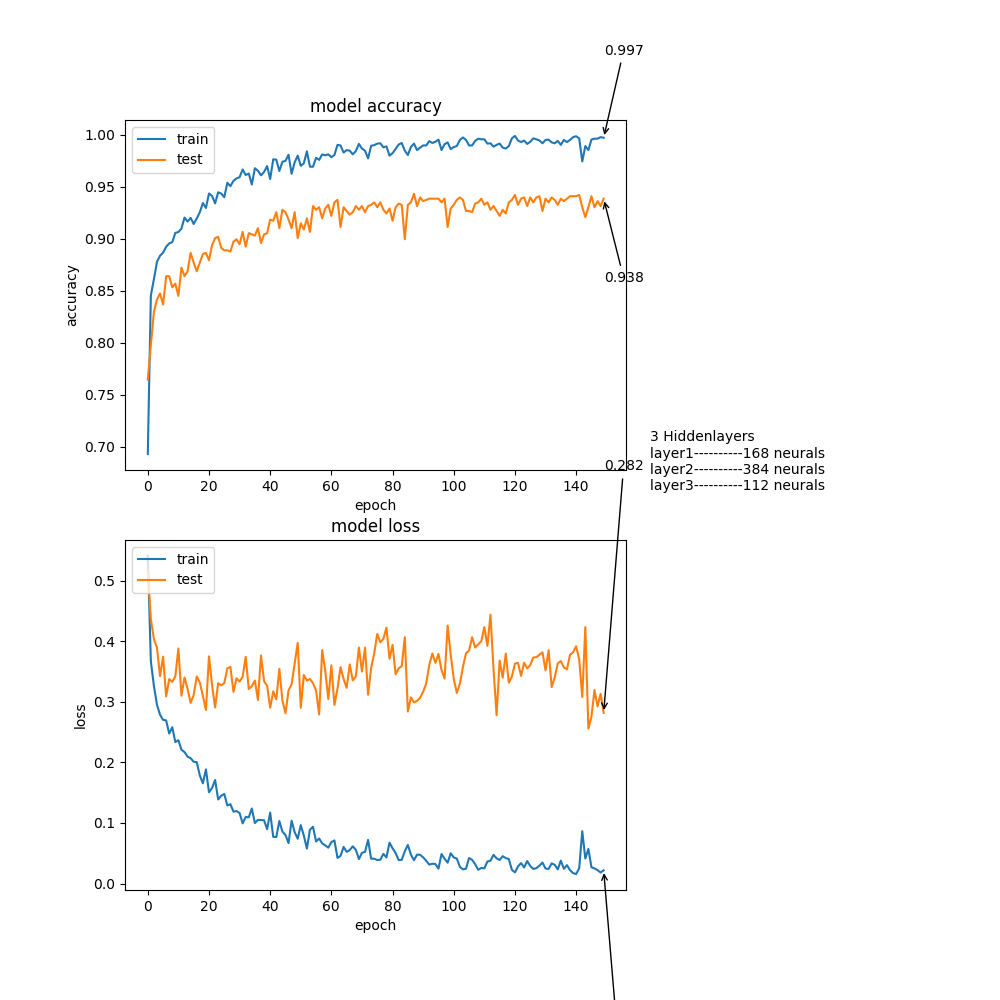 0.997
model accuracy
train
test
1.00
0.95
0.90
0.85
0.80
0.75
0.70
accuracy
0.938
0 20 40 60 80 100 120 140
epoch
0.282
3 Hiddenlayers
layer1----------168 neurals
layer2----------384 neurals
layer3----------112 neurals
model loss
train
test
0.5
0.4
0.3
0.2
0.1
0.0
loss
0 20 40 60 80 100 120 140
epoch